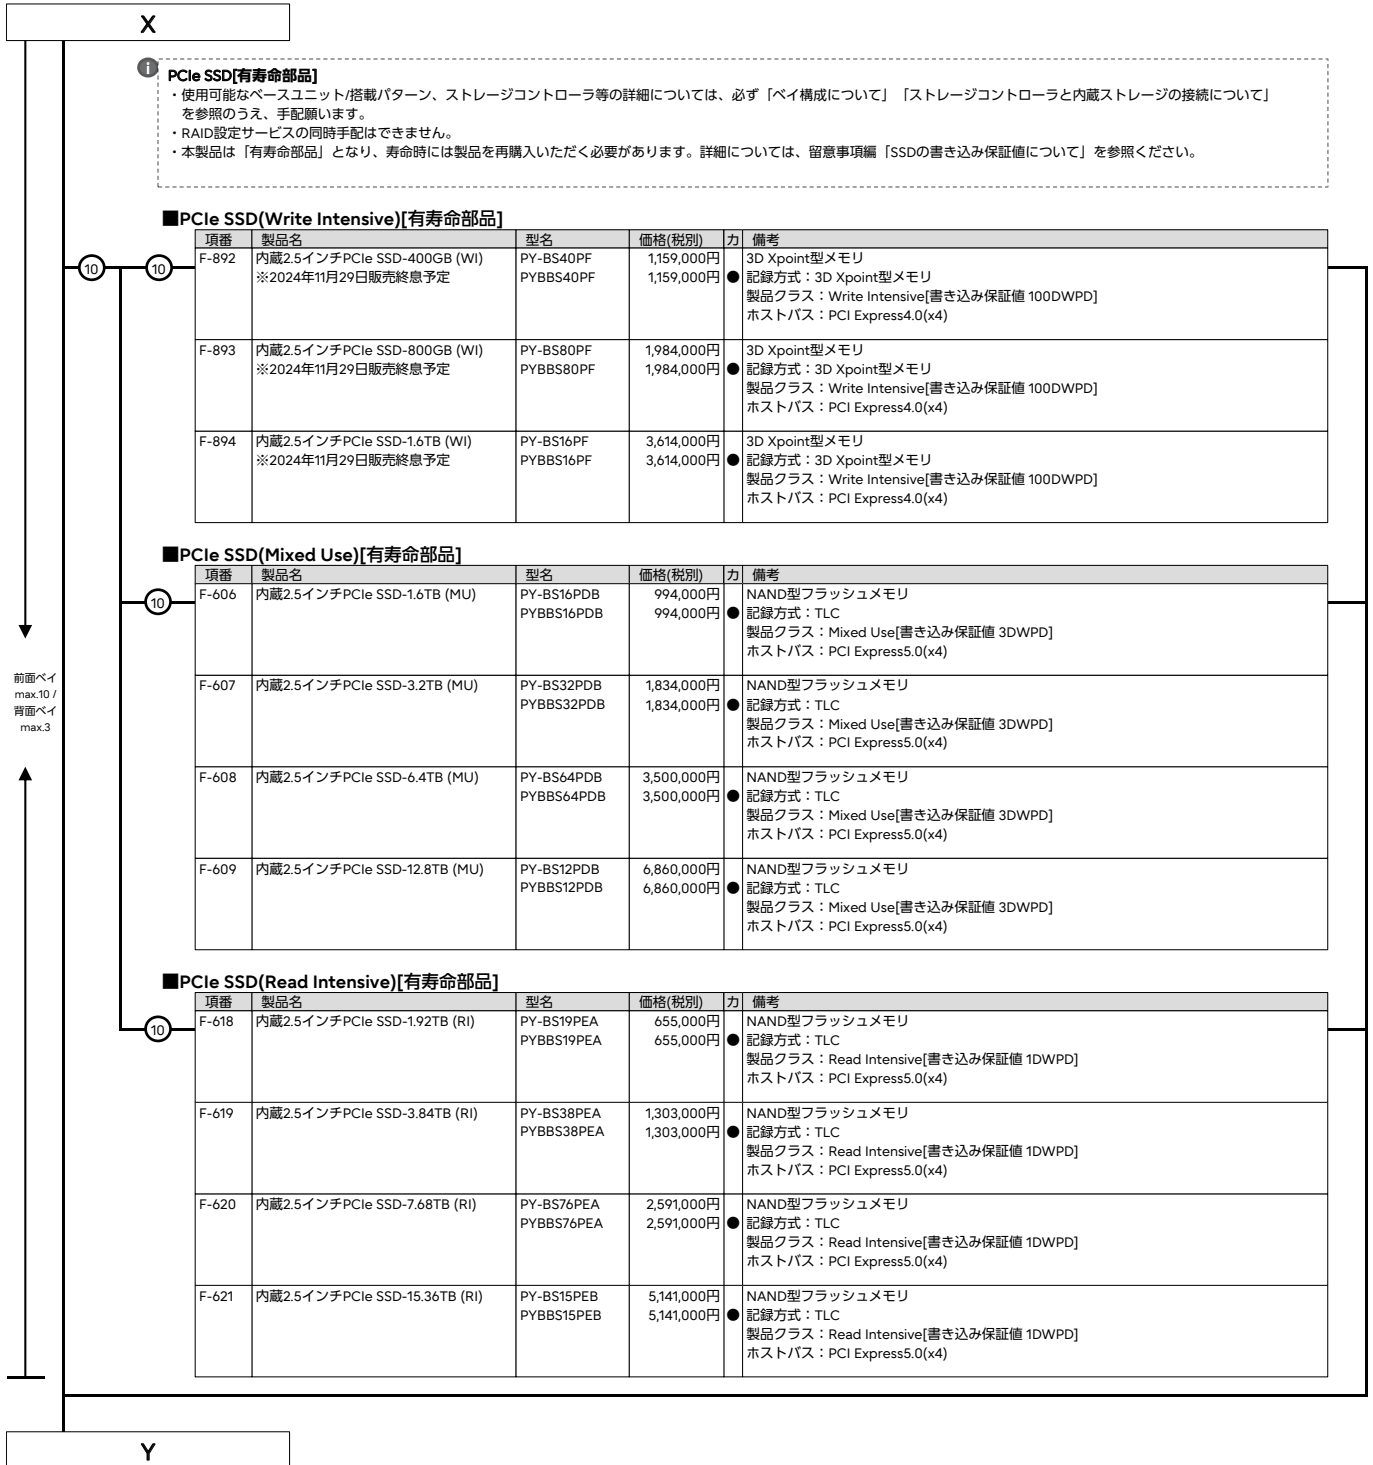 X
PCIe SSD[有寿命部品]
・使用可能なベースユニット/搭載パターン、ストレージコントローラ等の詳細については、必ず「ベイ構成について」「ストレージコントローラと内蔵ストレージの接続について」
を参照のうえ、手配願います。
・RAID設定サービスの同時手配はできません。
・本製品は「有寿命部品」となり、寿命時には製品を再購入いただく必要があります。詳細については、留意事項編「SSDの書き込み保証値について」を参照ください。
■PCIe SSD(Write Intensive)[有寿命部品]
項番 製品名 型名 価格(税別) カ 備考
⑩ ⑩ F-892 内蔵2.5インチPCIe SSD-400GB (WI) PY-BS40PF 1,159,000円 3D Xpoint型メモリ
※2024年11月29日販売終息予定 PYBBS40PF 1,159,000円 ● 記録方式:3D Xpoint型メモリ
製品クラス:Write Intensive[書き込み保証値 100DWPD]
ホストバス:PCI Express4.0(x4)
F-893 内蔵2.5インチPCIe SSD-800GB (WI) PY-BS80PF 1,984,000円 3D Xpoint型メモリ
※2024年11月29日販売終息予定 PYBBS80PF 1,984,000円 ● 記録方式:3D Xpoint型メモリ
製品クラス:Write Intensive[書き込み保証値 100DWPD]
ホストバス:PCI Express4.0(x4)
F-894 内蔵2.5インチPCIe SSD-1.6TB (WI) PY-BS16PF 3,614,000円 3D Xpoint型メモリ
※2024年11月29日販売終息予定 PYBBS16PF 3,614,000円 ● 記録方式:3D Xpoint型メモリ
製品クラス:Write Intensive[書き込み保証値 100DWPD]
ホストバス:PCI Express4.0(x4)
■PCIe SSD(Mixed Use)[有寿命部品]
項番 製品名 型名 価格(税別) カ 備考
⑩ F-606 内蔵2.5インチPCIe SSD-1.6TB (MU) PY-BS16PDB 994,000円 NAND型フラッシュメモリ
PYBBS16PDB 994,000円 ● 記録方式:TLC
製品クラス:Mixed Use[書き込み保証値 3DWPD]
ホストバス:PCI Express5.0(x4)
前面ベイ
max.10 /
背面ベイ
max.3
F-607 内蔵2.5インチPCIe SSD-3.2TB (MU) PY-BS32PDB 1,834,000円 NAND型フラッシュメモリ
PYBBS32PDB 1,834,000円 ● 記録方式:TLC
製品クラス:Mixed Use[書き込み保証値 3DWPD]
ホストバス:PCI Express5.0(x4)
F-608 内蔵2.5インチPCIe SSD-6.4TB (MU) PY-BS64PDB 3,500,000円 NAND型フラッシュメモリ
PYBBS64PDB 3,500,000円 ● 記録方式:TLC
製品クラス:Mixed Use[書き込み保証値 3DWPD]
ホストバス:PCI Express5.0(x4)
F-609 内蔵2.5インチPCIe SSD-12.8TB (MU) PY-BS12PDB 6,860,000円 NAND型フラッシュメモリ
PYBBS12PDB 6,860,000円 ● 記録方式:TLC
製品クラス:Mixed Use[書き込み保証値 3DWPD]
ホストバス:PCI Express5.0(x4)
■PCIe SSD(Read Intensive)[有寿命部品]
項番 製品名 型名 価格(税別) カ 備考
⑩ F-618 内蔵2.5インチPCIe SSD-1.92TB (RI) PY-BS19PEA 655,000円 NAND型フラッシュメモリ
PYBBS19PEA 655,000円 ● 記録方式:TLC
製品クラス:Read Intensive[書き込み保証値 1DWPD]
ホストバス:PCI Express5.0(x4)
F-619 内蔵2.5インチPCIe SSD-3.84TB (RI) PY-BS38PEA 1,303,000円 NAND型フラッシュメモリ
PYBBS38PEA 1,303,000円 ● 記録方式:TLC
製品クラス:Read Intensive[書き込み保証値 1DWPD]
ホストバス:PCI Express5.0(x4)
F-620 内蔵2.5インチPCIe SSD-7.68TB (RI) PY-BS76PEA 2,591,000円 NAND型フラッシュメモリ
PYBBS76PEA 2,591,000円 ● 記録方式:TLC
製品クラス:Read Intensive[書き込み保証値 1DWPD]
ホストバス:PCI Express5.0(x4)
F-621 内蔵2.5インチPCIe SSD-15.36TB (RI) PY-BS15PEB 5,141,000円 NAND型フラッシュメモリ
PYBBS15PEB 5,141,000円 ● 記録方式:TLC
製品クラス:Read Intensive[書き込み保証値 1DWPD]
ホストバス:PCI Express5.0(x4)
Y